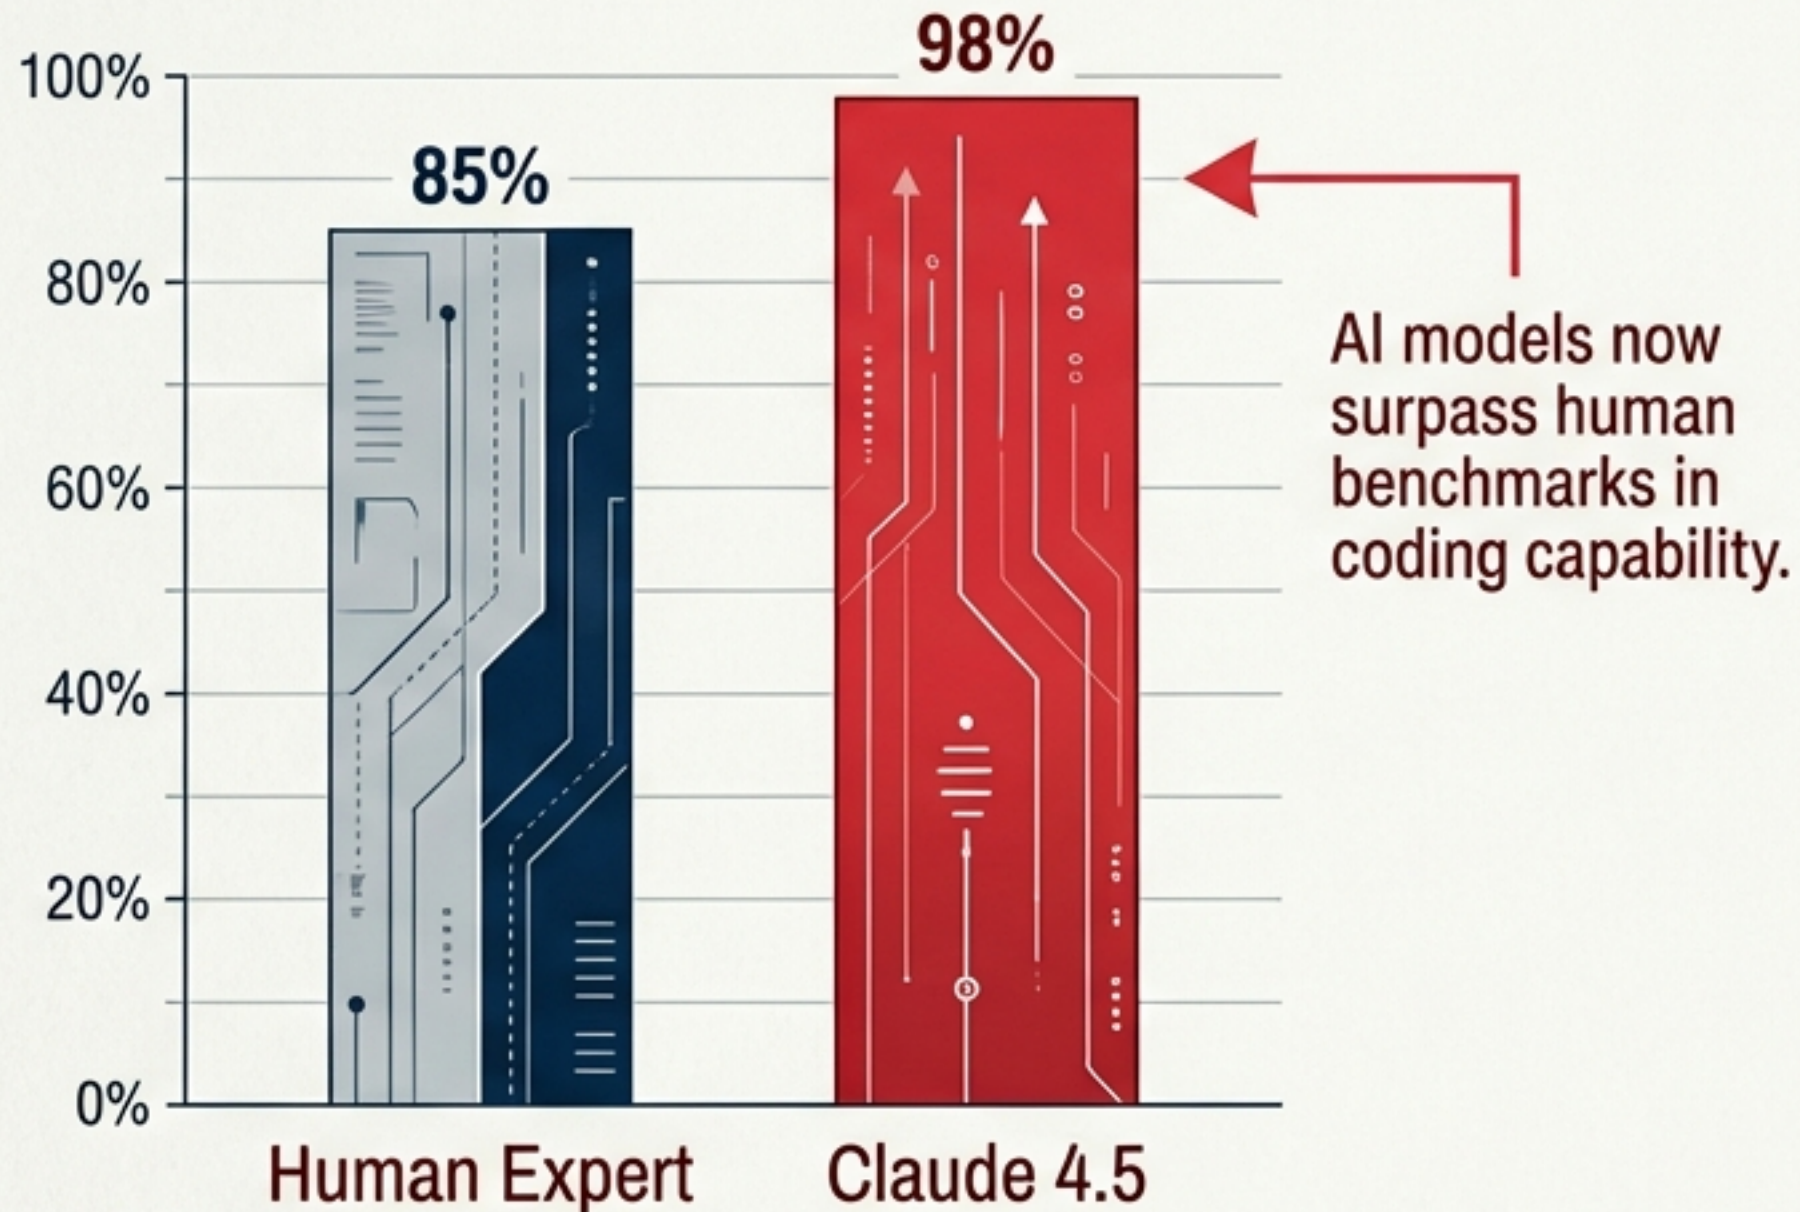 98%
100%
85%
80%
60%
40%
20%
0%
AI models now
surpass human
benchmarks in
coding capability.
Human Expert
Claude 4.5